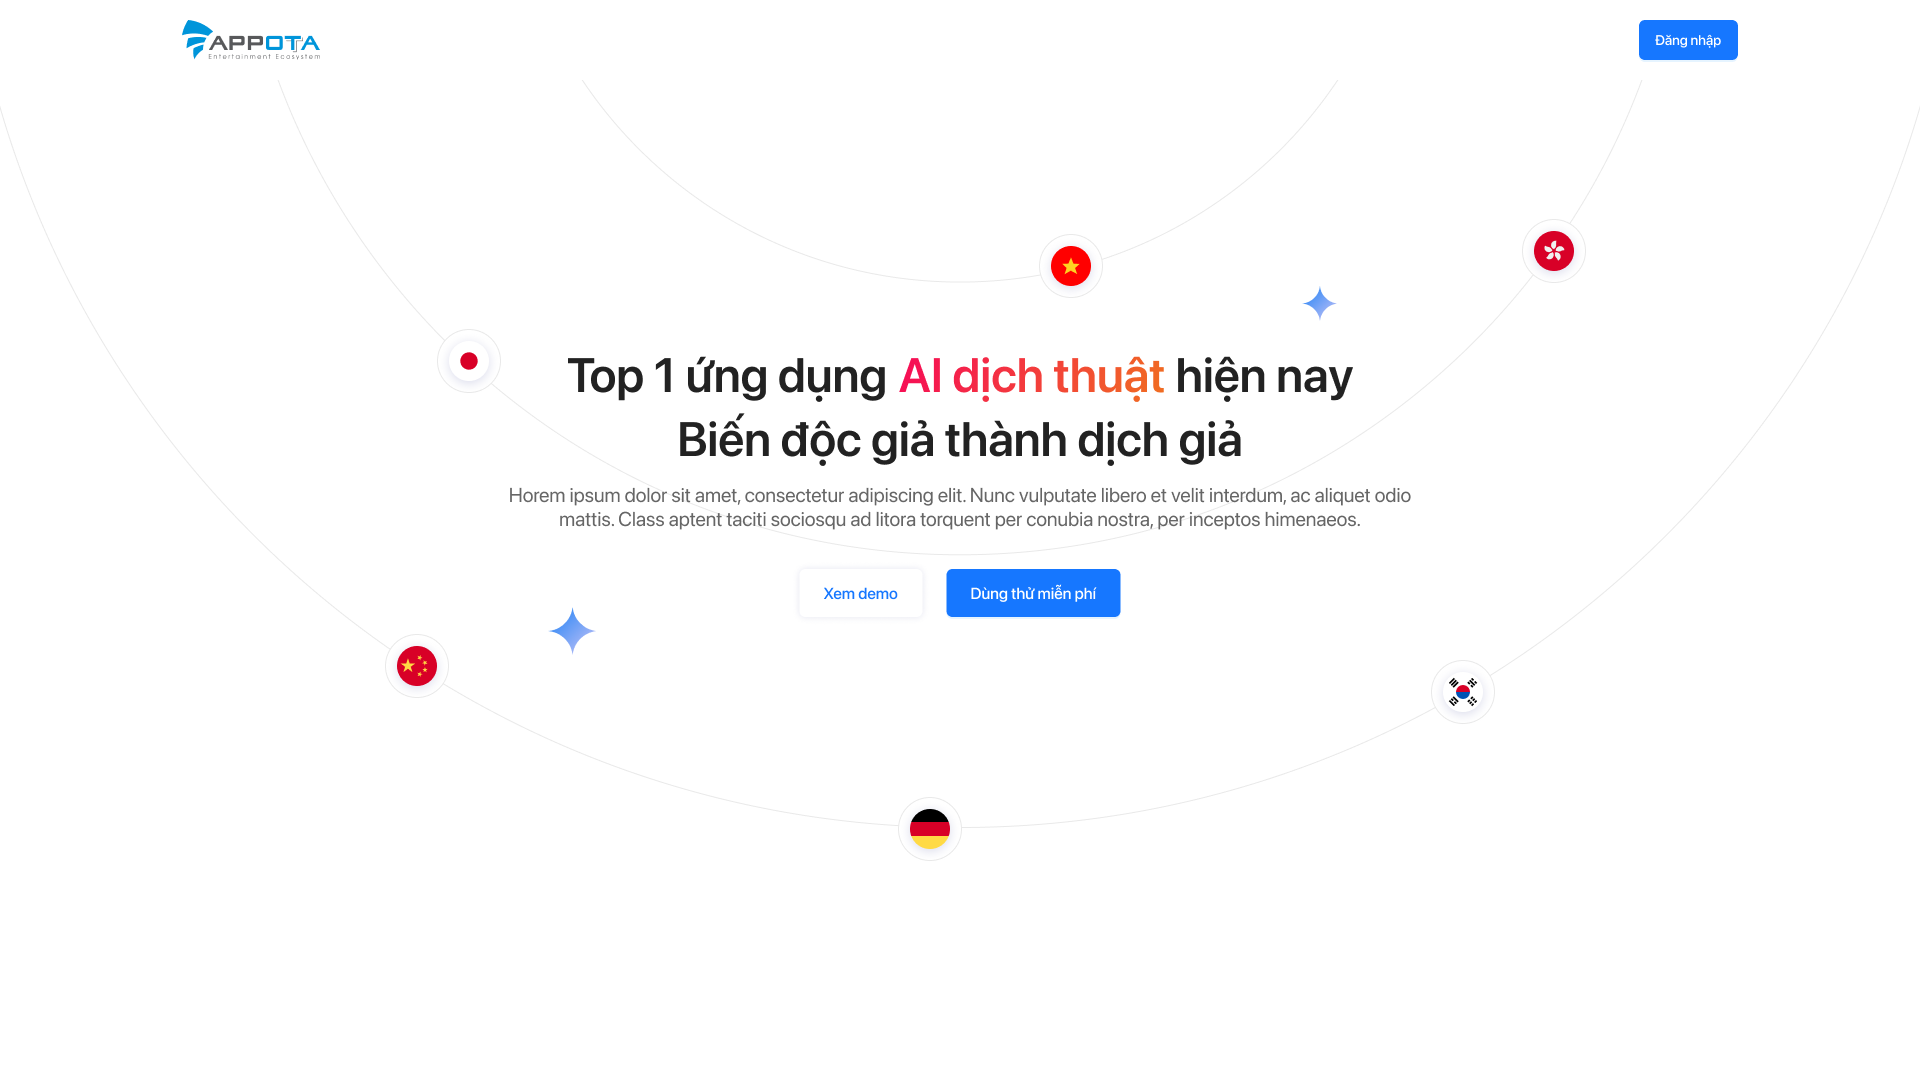 APPOTA
Entertainment Ecosystem
Đăng nhập
Top 1 ứng dụng AI dịch thuật hiện nay
Biến độc giả thành dịch giả
Horem ipsum dolor sit amet, consectetur adipiscing elit. Nunc vulputate libero et velit interdum, ac aliquet odio
mattis. Class aptent taciti sociosqu ad litora torquent per conubia nostra, per inceptos himenaeos.
Xem demo
Dùng thử miễn phí